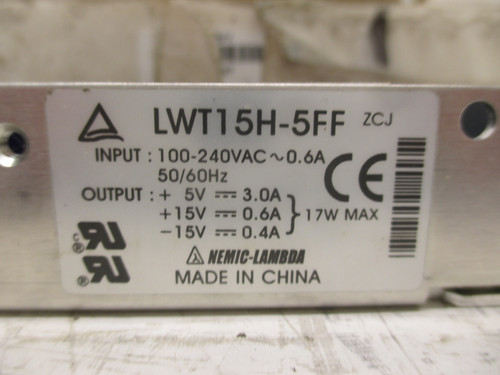 LWT15H-5FF ZCJ
INPUT : 100-240VAC ~ 0.6A
50/60Hz
OUTPUT : + 5V ⎓ 3.0A
+15V ⎓ 0.6A
-15V ⎓ 0.4A
17W MAX
CE
NEMIC-LAMBDA
MADE IN CHINA